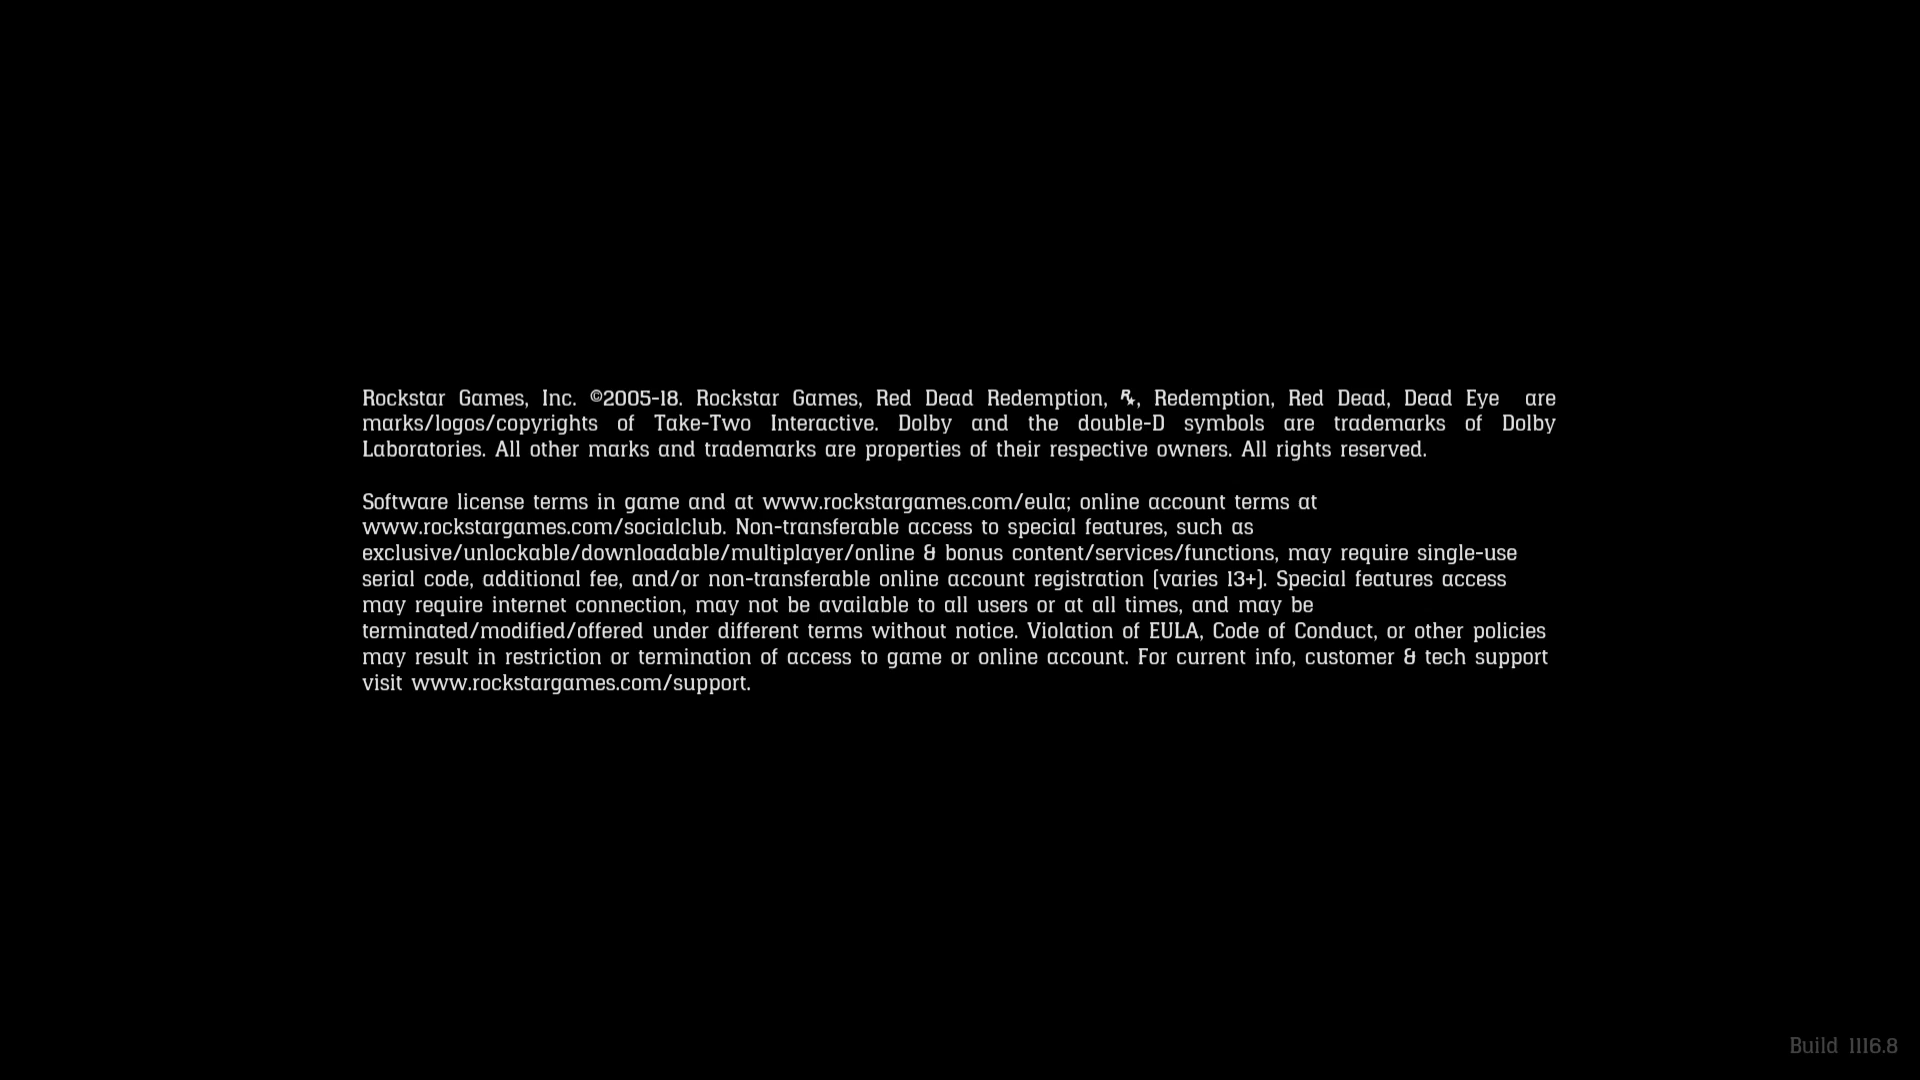 Rockstar Games, Inc. ©2005-18. Rockstar Games, Red Dead Redemption, R★, Redemption, Red Dead, Dead Eye are
marks/logos/copyrights of Take-Two Interactive. Dolby and the double-D symbols are trademarks of Dolby
Laboratories. All other marks and trademarks are properties of their respective owners. All rights reserved.
Software license terms in game and at www.rockstargames.com/eula; online account terms at
www.rockstargames.com/socialclub. Non-transferable access to special features, such as
exclusive/unlockable/downloadable/multiplayer/online & bonus content/services/functions, may require single-use
serial code, additional fee, and/or non-transferable online account registration (varies 13+). Special features access
may require internet connection, may not be available to all users or at all times, and may be
terminated/modified/offered under different terms without notice. Violation of EULA, Code of Conduct, or other policies
may result in restriction or termination of access to game or online account. For current info, customer & tech support
visit www.rockstargames.com/support.
Build 1116.8